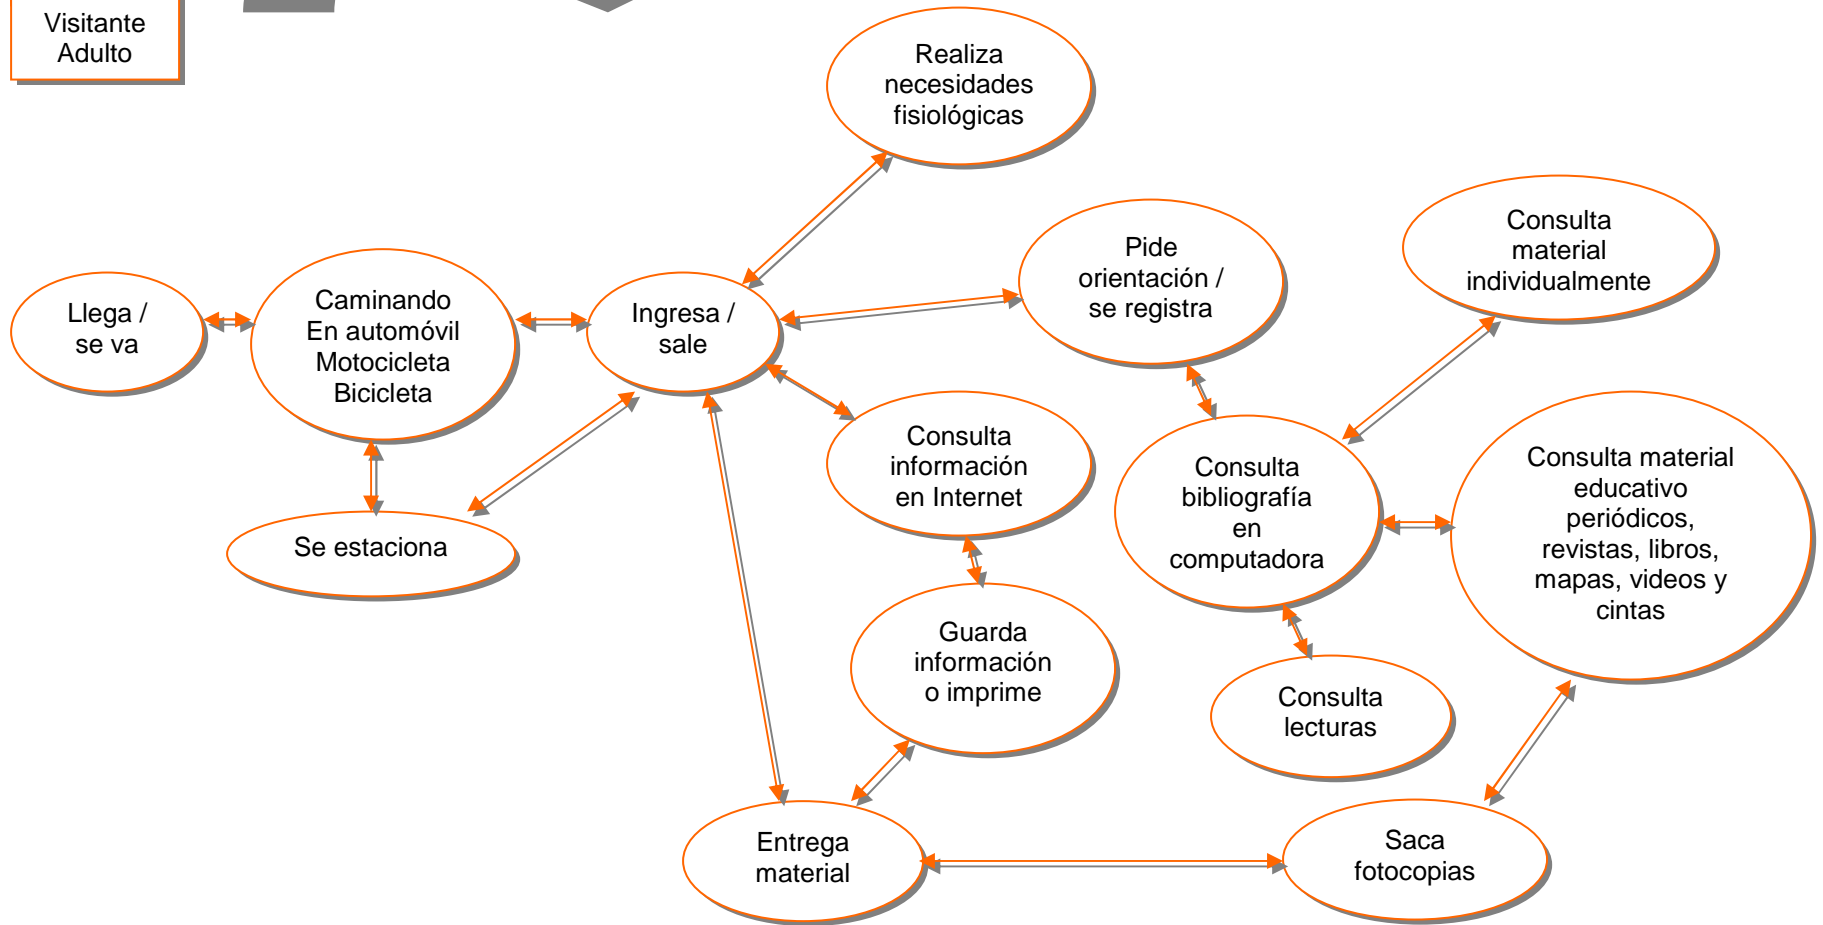 Visitante
Adulto
Realiza
necesidades
fisiológicas
Consulta
material
individualmente
Pide
orientación /
se registra
Llega /
se va
Caminando
En automóvil
Motocicleta
Bicicleta
Ingresa /
sale
Consulta
información
en Internet
Consulta
bibliografía
en
computadora
Consulta material
educativo
periódicos,
revistas, libros,
mapas, videos y
cintas
Se estaciona
Guarda
información
o imprime
Consulta
lecturas
Entrega
material
Saca
fotocopias